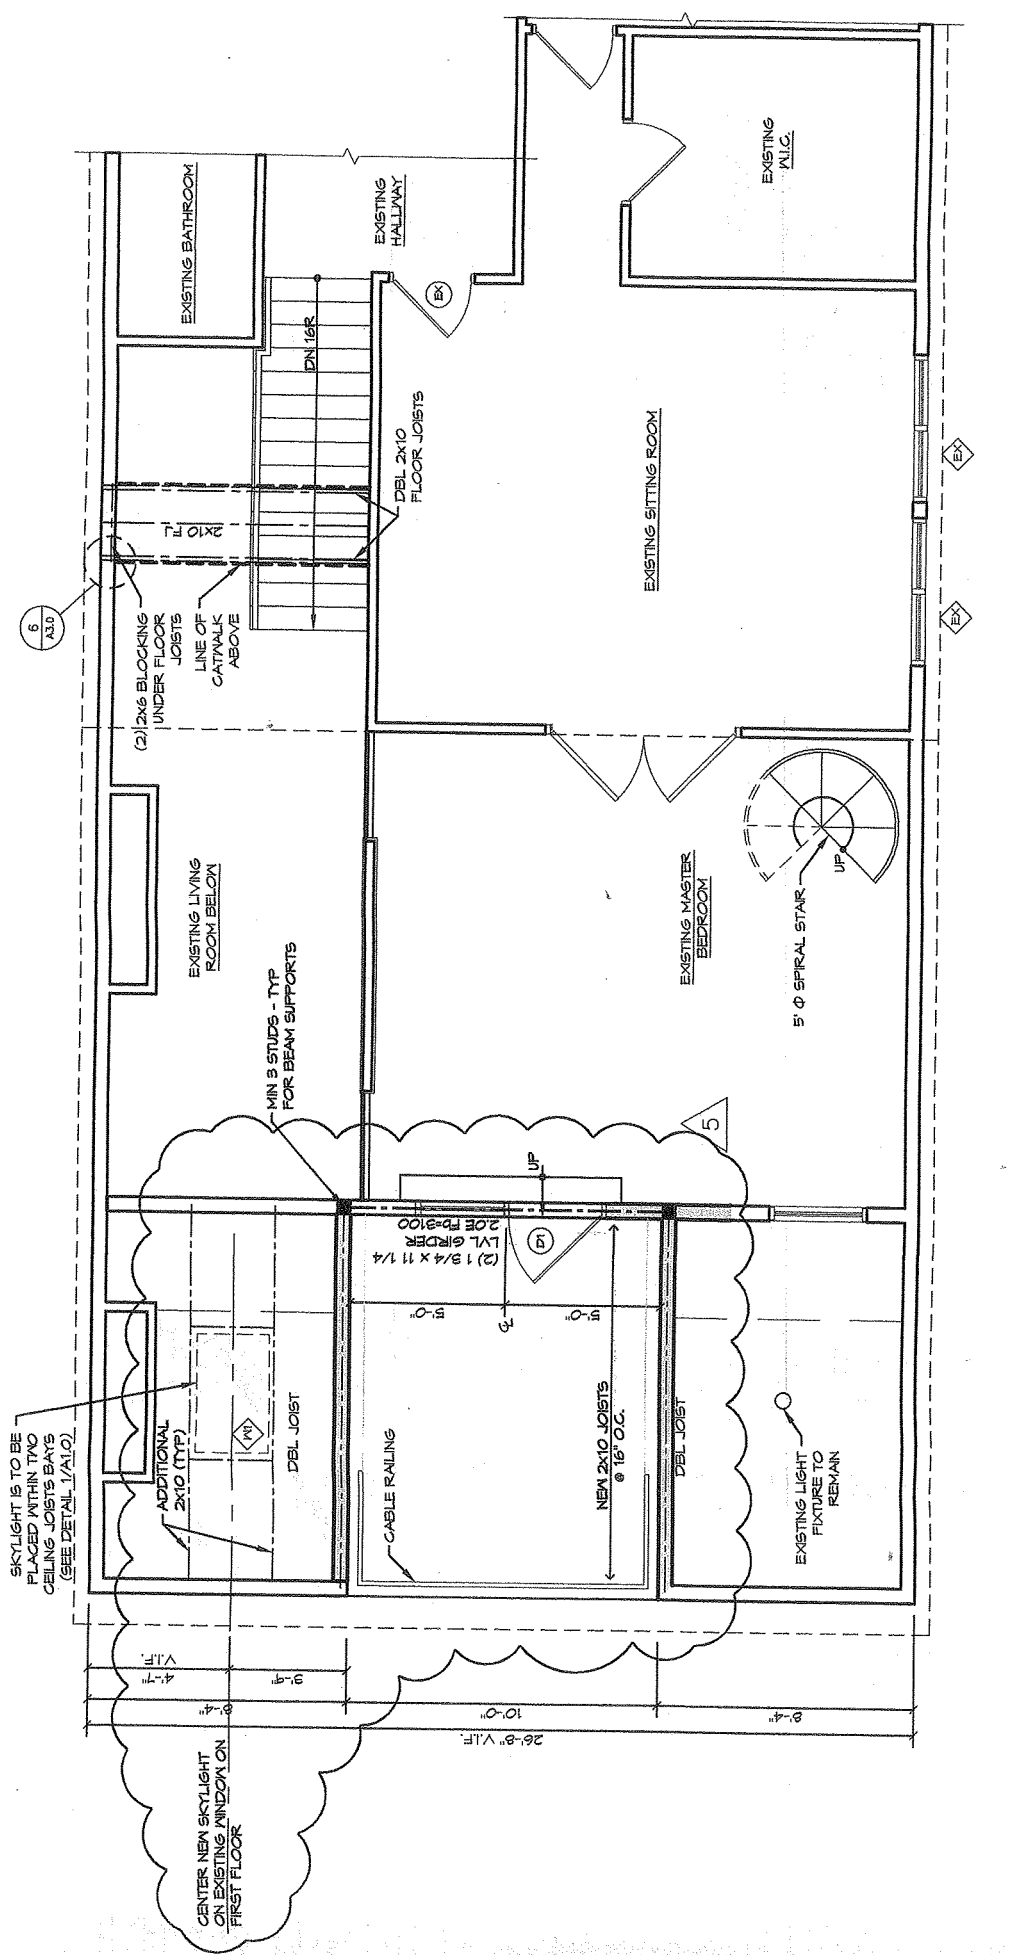 EXISTING BATHROOM
EXISTING
HALLWAY
EXISTING
W.I.C.
EX
DN 16R
DBL 2X10
FLOOR JOISTS
2X10 FJ
6
A3.0
(2) 2X6 BLOCKING
UNDER FLOOR
JOISTS
LINE OF
CATWALK
ABOVE
EXISTING SITTING ROOM
EX
EX
EXISTING LIVING
ROOM BELOW
EXISTING MASTER
BEDROOM
UP
5' Φ SPIRAL STAIR
MIN 3 STUDS - TYP
FOR BEAM SUPPORTS
5
UP
(2) 1 3/4 X 11 1/4
LVL GIRDER
2.0E Fb=3100
D1
5'-0"
5'-0"
CL
SKYLIGHT IS TO BE
PLACED WITHIN TWO
CEILING JOISTS BAYS
(SEE DETAIL 1/A1.0)
ADDITIONAL
2X10 (TYP)
W1
DBL JOIST
CABLE RAILING
NEW 2X10 JOISTS
@ 16" O.C.
DBL JOIST
EXISTING LIGHT
FIXTURE TO
REMAIN
4'-7"
V.I.F.
3'-9"
8'-4"
10'-0"
8'-4"
26'-8" V.I.F.
CENTER NEW SKYLIGHT
ON EXISTING WINDOW ON
FIRST FLOOR